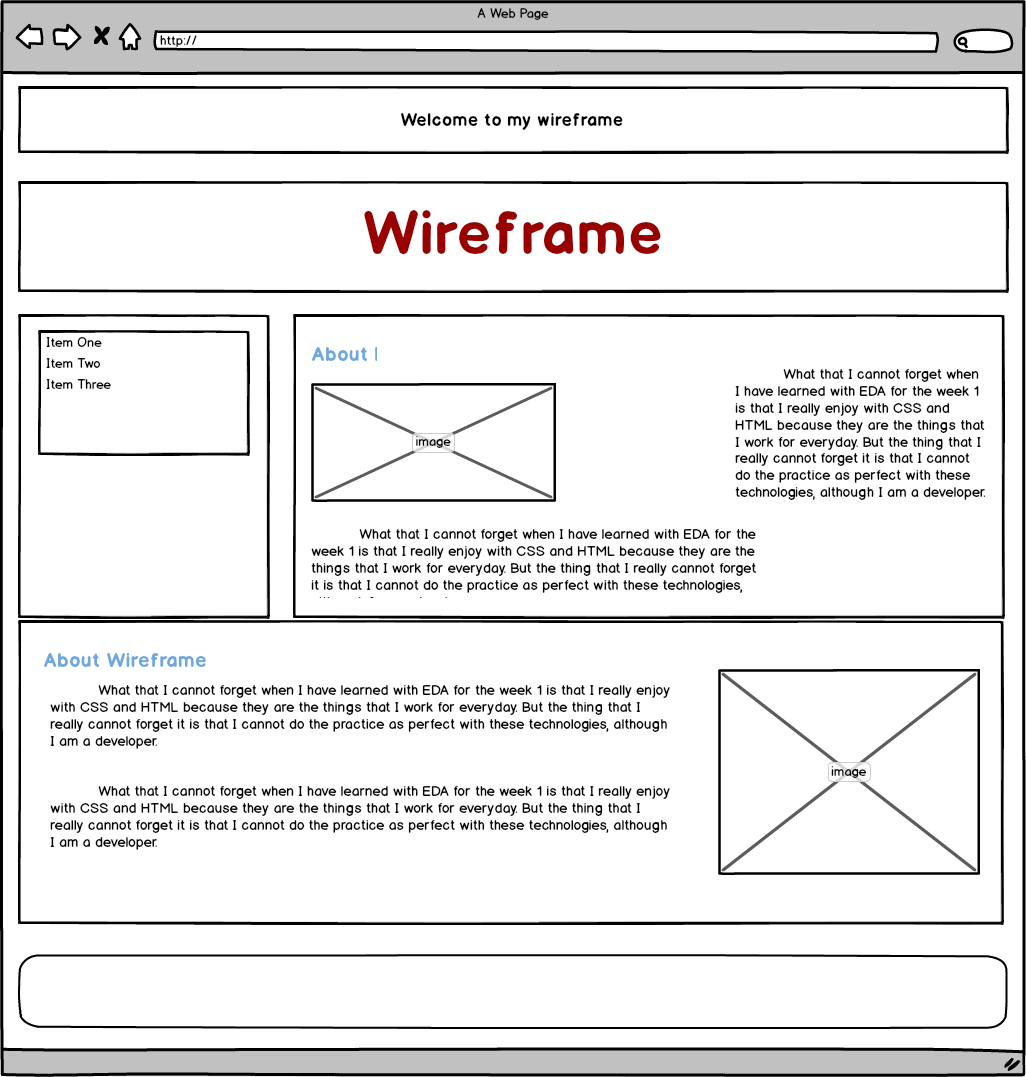 A Web Page
http://
Welcome to my wireframe
Wireframe
Item One
Item Two
Item Three
About I
image
What that I cannot forget when
I have learned with EDA for the week 1
is that I really enjoy with CSS and
HTML because they are the things that
I work for everyday. But the thing that I
really cannot forget it is that I cannot
do the practice as perfect with these
technologies, although I am a developer.
What that I cannot forget when I have learned with EDA for the
week 1 is that I really enjoy with CSS and HTML because they are the
things that I work for everyday. But the thing that I really cannot forget
it is that I cannot do the practice as perfect with these technologies,
About Wireframe
What that I cannot forget when I have learned with EDA for the week 1 is that I really enjoy
with CSS and HTML because they are the things that I work for everyday. But the thing that I
really cannot forget it is that I cannot do the practice as perfect with these technologies, although
I am a developer.
What that I cannot forget when I have learned with EDA for the week 1 is that I really enjoy
with CSS and HTML because they are the things that I work for everyday. But the thing that I
really cannot forget it is that I cannot do the practice as perfect with these technologies, although
I am a developer.
image